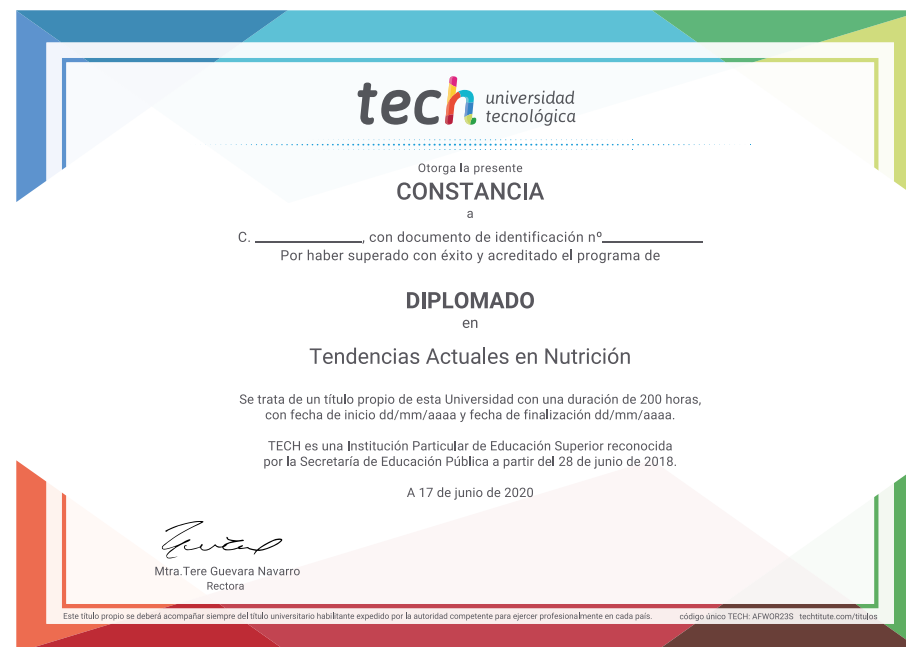 tech universidad
tecnológica
Otorga la presente
CONSTANCIA
a
C. ____________, con documento de identificación nº____________
Por haber superado con éxito y acreditado el programa de
DIPLOMADO
en
Tendencias Actuales en Nutrición
Se trata de un título propio de esta Universidad con una duración de 200 horas,
con fecha de inicio dd/mm/aaaa y fecha de finalización dd/mm/aaaa.
TECH es una Institución Particular de Educación Superior reconocida
por la Secretaría de Educación Pública a partir del 28 de junio de 2018.
A 17 de junio de 2020
Mtra.Tere Guevara Navarro
Rectora
Este título propio se deberá acompañar siempre del título universitario habilitante expedido por la autoridad competente para ejercer profesionalmente en cada país. código único TECH: AFWOR23S techtitute.com/titulos